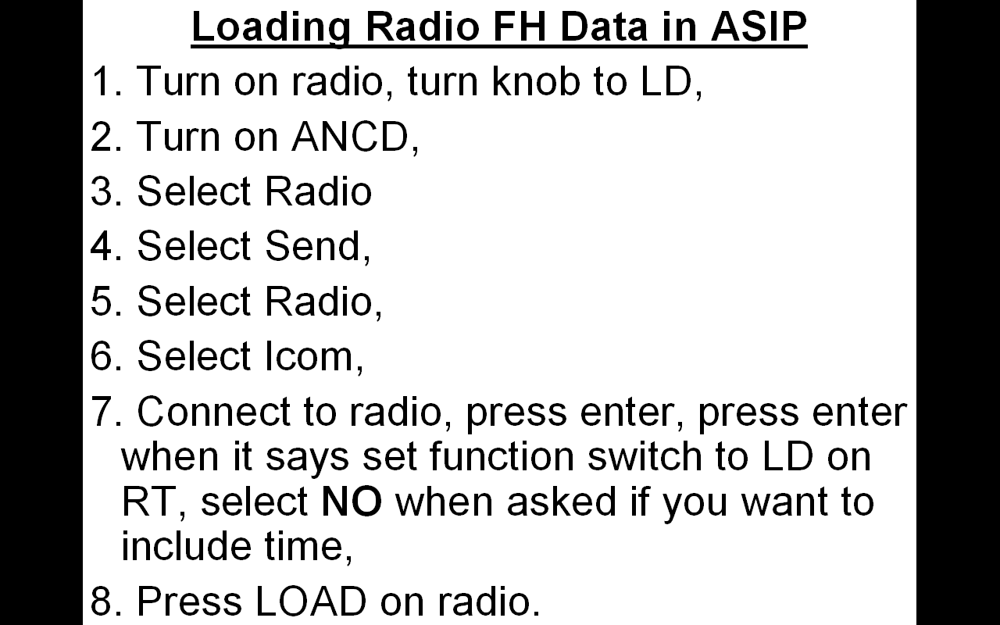 Loading Radio FH Data in ASIP
1. Turn on radio, turn knob to LD,
2. Turn on ANCD,
3. Select Radio
4. Select Send,
5. Select Radio,
6. Select Icom,
7. Connect to radio, press enter, press enter
when it says set function switch to LD on
RT, select NO when asked if you want to
include time,
8. Press LOAD on radio.